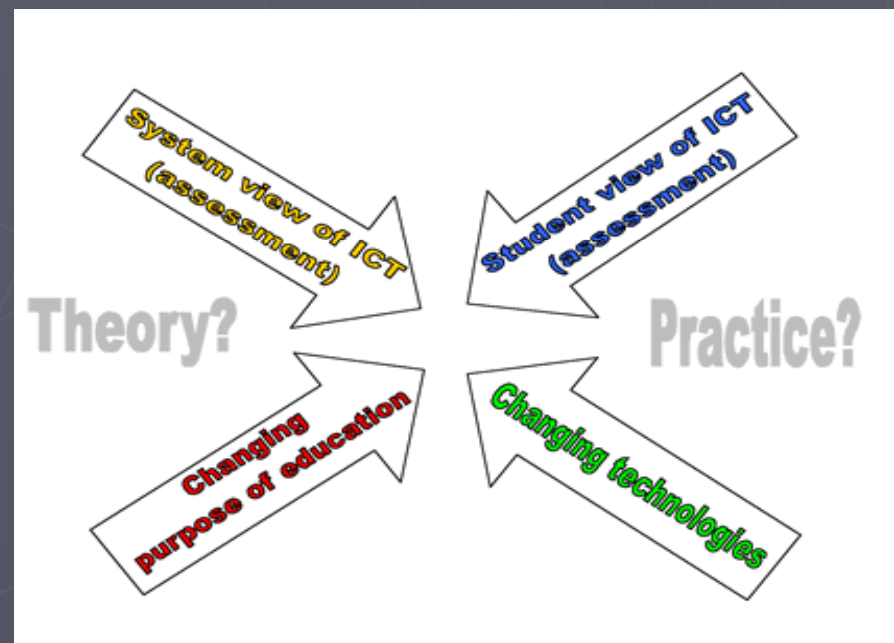 System view of ICT
(assessment)
Student view of ICT
(assessment)
Theory?
Practice?
Changing
purpose of education
Changing technologies